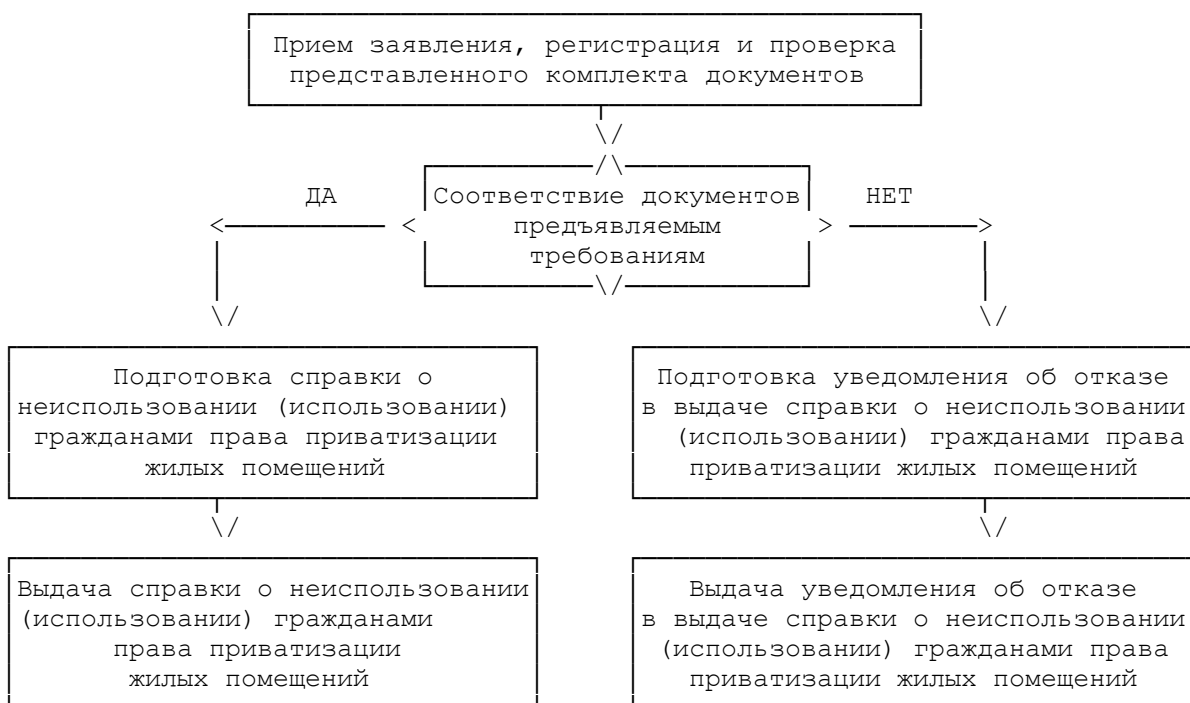 Прием заявления, регистрация и проверка
представленного комплекта документов
ДА
Соответствие документов
предъявляемым
требованиям
НЕТ
Подготовка справки о
неиспользовании (использовании)
гражданами права приватизации
жилых помещений
Подготовка уведомления об отказе
в выдаче справки о неиспользовании
(использовании) гражданами права
приватизации жилых помещений
Выдача справки о неиспользовании
(использовании) гражданами
права приватизации
жилых помещений
Выдача уведомления об отказе
в выдаче справки о неиспользовании
(использовании) гражданами права
приватизации жилых помещений